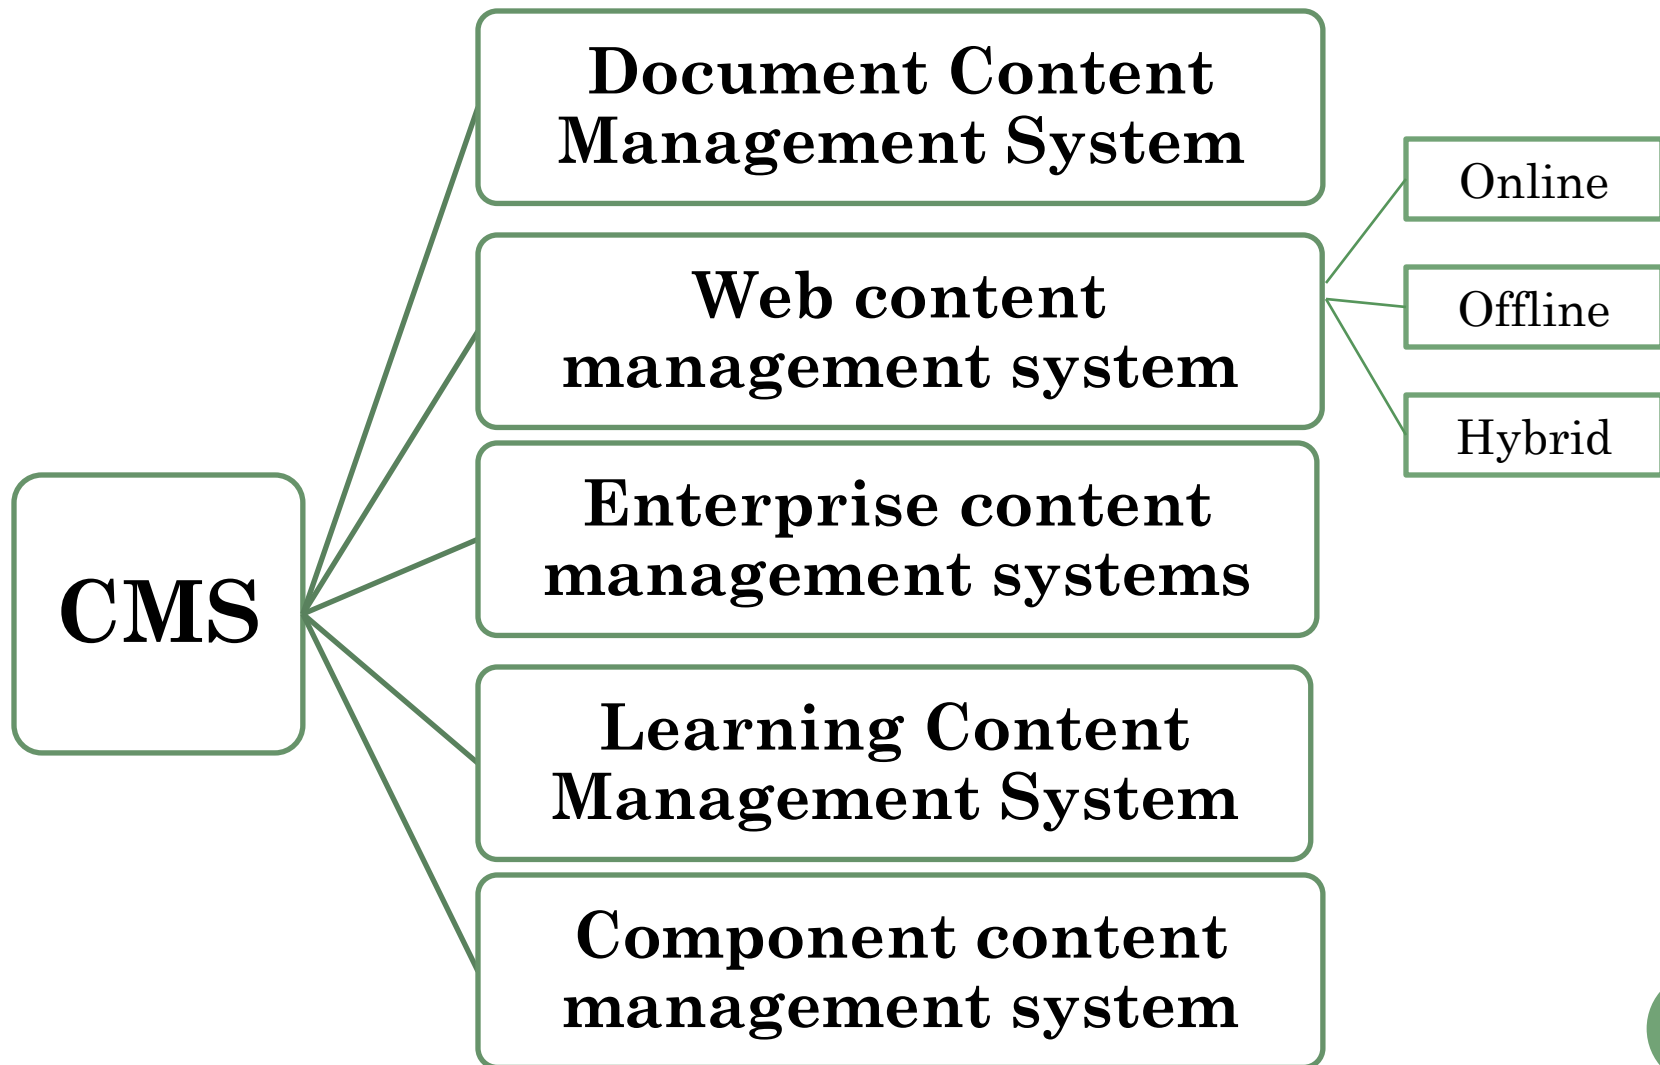 CMS
Document Content
Management System
Web content
management system
Online
Offline
Hybrid
Enterprise content
management systems
Learning Content
Management System
Component content
management system